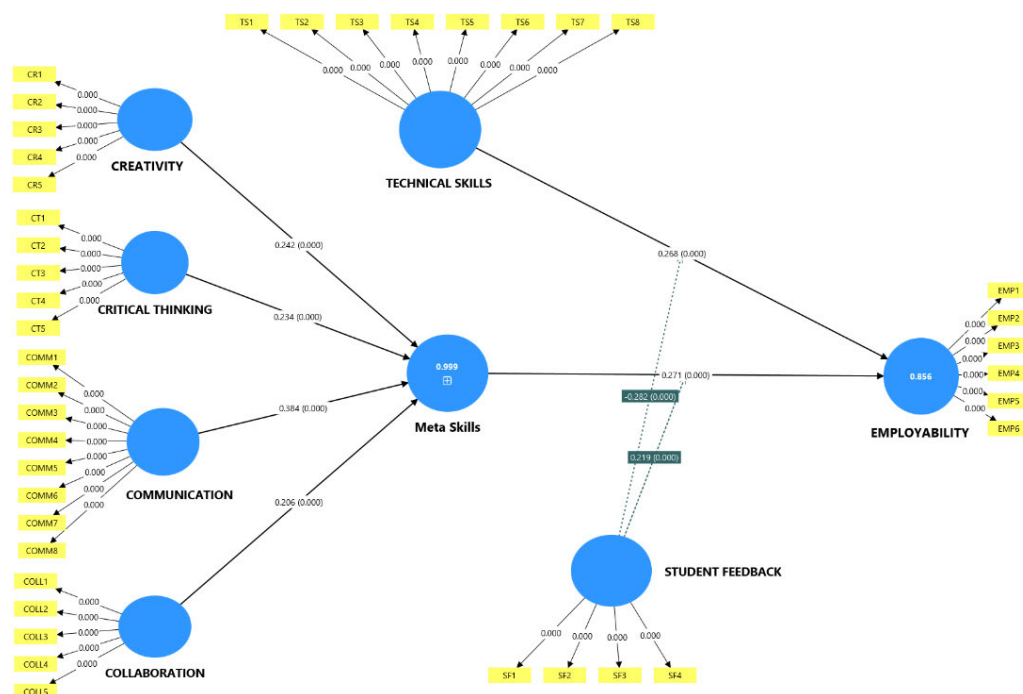 TS1 TS2 TS3 TS4 TS5 TS6 TS7 TS8
0.000 0.000 0.000 0.000 0.000 0.000 0.000 0.000
TECHNICAL SKILLS
CR1
CR2
CR3
CR4
CR5
0.000
0.000
0.000
0.000
0.000
CREATIVITY
CT1
CT2
CT3
CT4
CT5
0.000
0.000
0.000
0.000
0.000
CRITICAL THINKING
COMM1
COMM2
COMM3
COMM4
COMM5
COMM6
COMM7
COMM8
0.000
0.000
0.000
0.000
0.000
0.000
0.000
0.000
COMMUNICATION
COLL1
COLL2
COLL3
COLL4
COLL5
0.000
0.000
0.000
0.000
0.000
COLLABORATION
0.242 (0.000)
0.234 (0.000)
0.384 (0.000)
0.206 (0.000)
0.999
Meta Skills
0.268 (0.000)
0.271 (0.000)
-0.282 (0.000)
0.219 (0.000)
0.856
EMPLOYABILITY
EMP1
EMP2
EMP3
EMP4
EMP5
EMP6
0.000
0.000
0.000
0.000
0.000
0.000
STUDENT FEEDBACK
0.000 0.000 0.000 0.000
SF1 SF2 SF3 SF4